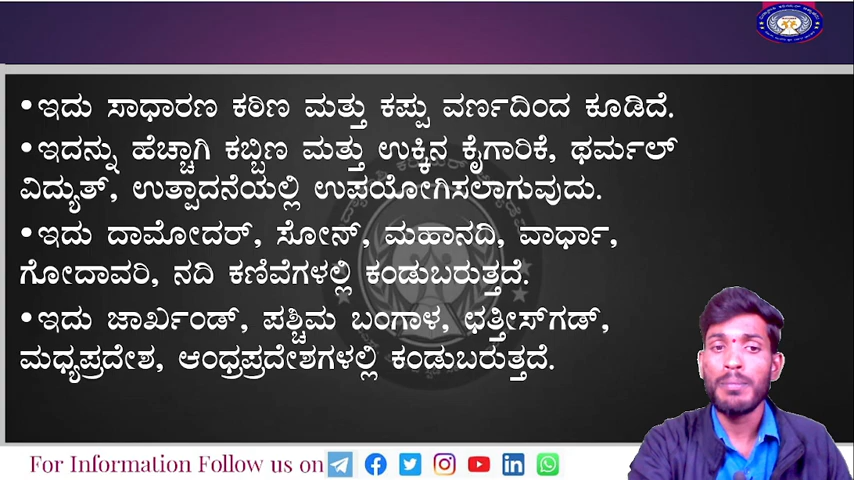 •ಇದು ಸಾಧಾರಣ ಕಠಿಣ ಮತ್ತು ಕಪ್ಪು ವರ್ಣದಿಂದ ಕೂಡಿದೆ.
•ಇದನ್ನು ಹೆಚ್ಚಾಗಿ ಕಬ್ಬಿಣ ಮತ್ತು ಉಕ್ಕಿನ ಕೈಗಾರಿಕೆ, ಥರ್ಮಲ್
ವಿದ್ಯುತ್, ಉತ್ಪಾದನೆಯಲ್ಲಿ ಉಪಯೋಗಿಸಲಾಗುವುದು.
•ಇದು ದಾಮೋದರ್, ಸೋನ್, ಮಹಾನದಿ, ವಾರ್ಧಾ,
ಗೋದಾವರಿ, ನದಿ ಕಣಿವೆಗಳಲ್ಲಿ ಕಂಡುಬರುತ್ತದೆ.
•ಇದು ಜಾರ್ಖಂಡ್, ಪಶ್ಚಿಮ ಬಂಗಾಳ, ಛತ್ತೀಸ್‌ಗಡ್,
ಮಧ್ಯಪ್ರದೇಶ, ಆಂಧ್ರಪ್ರದೇಶಗಳಲ್ಲಿ ಕಂಡುಬರುತ್ತದೆ.
For Information Follow us on